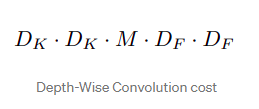 D_K · D_K · M · D_F · D_F
Depth-Wise Convolution cost